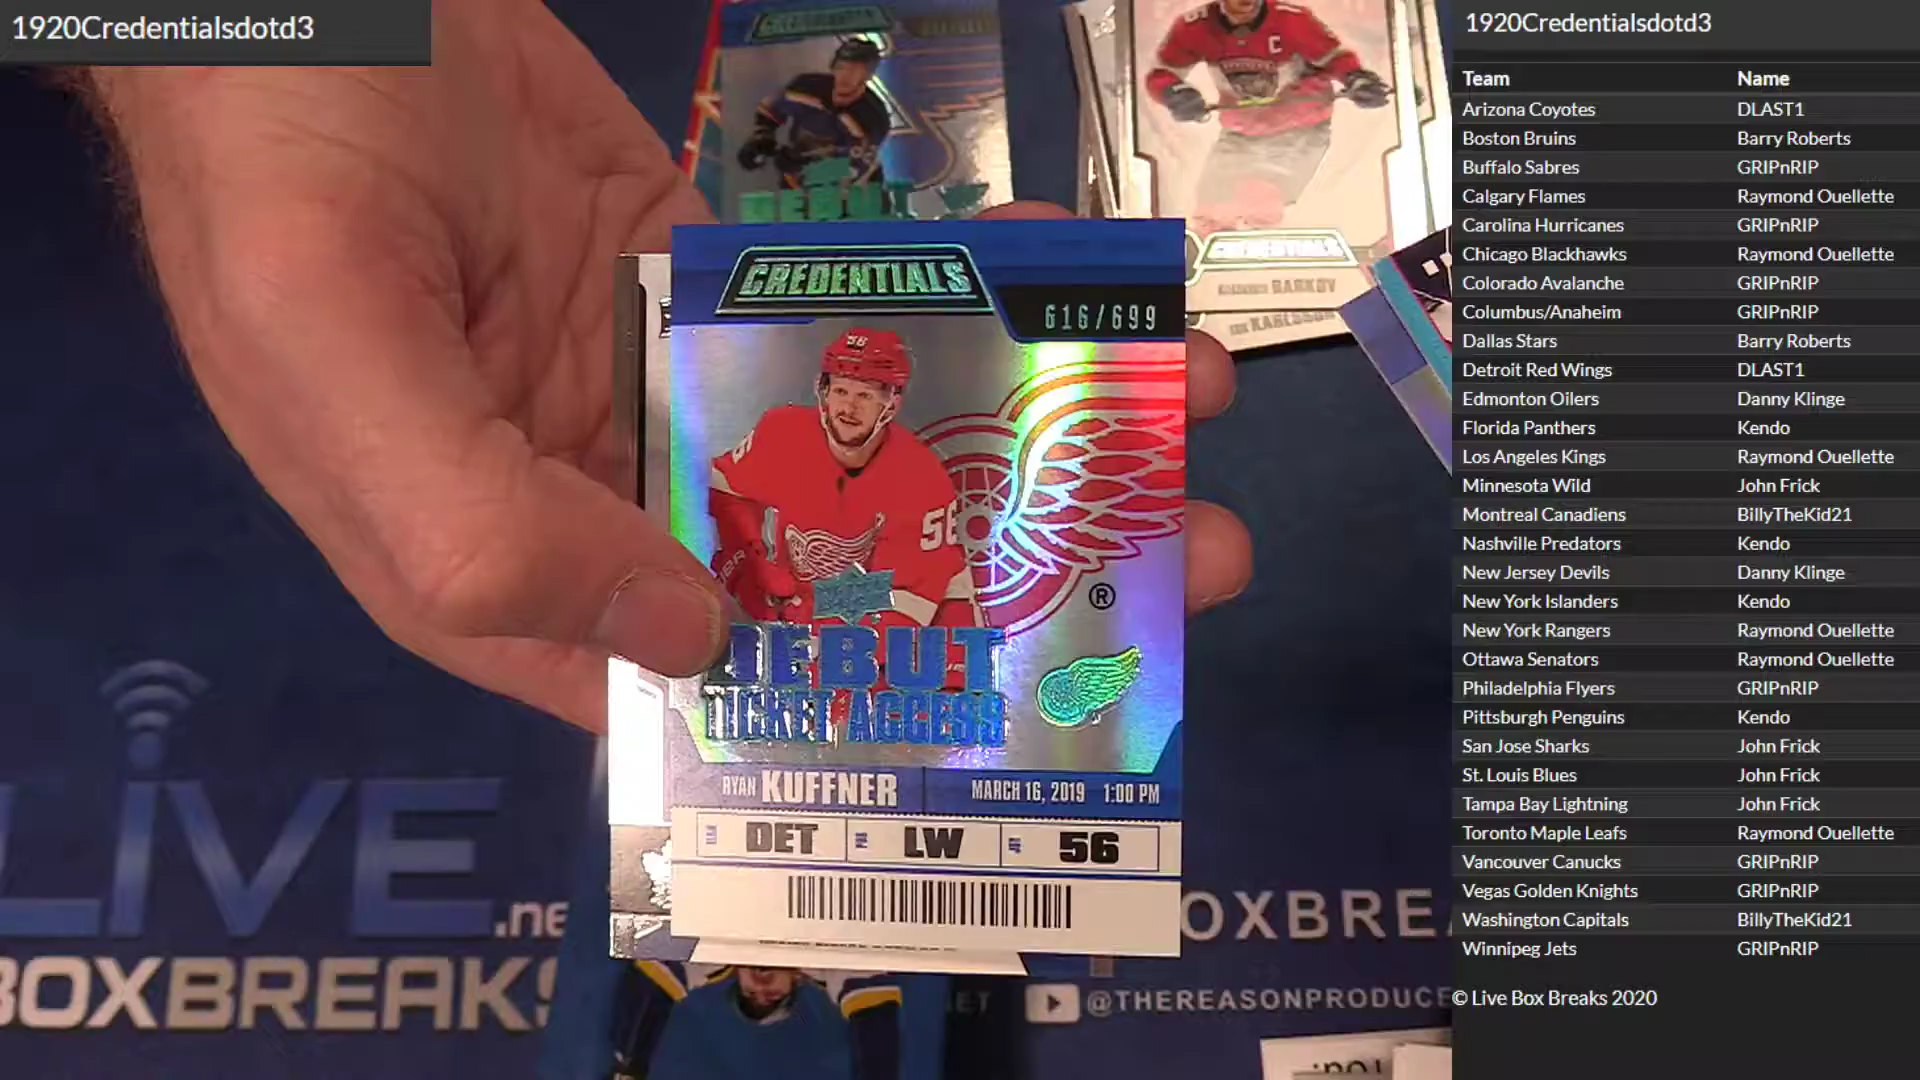 1920Credentialsdotd3
CREDENTIALS
616/699
56
56
®
DEBUT
TICKET ACCESS
RYAN KUFFNER
MARCH 16, 2019 1:00 PM
DET
LW
56
DEBUT
C
CREDENTIALS
BARKOV
KARLSSON
LIVE.ne
BOXBREAKS
OXBRE
.NET
@THEREASONPRODUCE
1920Credentialsdotd3
Team Name
Arizona Coyotes DLAST1
Boston Bruins Barry Roberts
Buffalo Sabres GRIPnRIP
Calgary Flames Raymond Ouellette
Carolina Hurricanes GRIPnRIP
Chicago Blackhawks Raymond Ouellette
Colorado Avalanche GRIPnRIP
Columbus/Anaheim GRIPnRIP
Dallas Stars Barry Roberts
Detroit Red Wings DLAST1
Edmonton Oilers Danny Klinge
Florida Panthers Kendo
Los Angeles Kings Raymond Ouellette
Minnesota Wild John Frick
Montreal Canadiens BillyTheKid21
Nashville Predators Kendo
New Jersey Devils Danny Klinge
New York Islanders Kendo
New York Rangers Raymond Ouellette
Ottawa Senators Raymond Ouellette
Philadelphia Flyers GRIPnRIP
Pittsburgh Penguins Kendo
San Jose Sharks John Frick
St. Louis Blues John Frick
Tampa Bay Lightning John Frick
Toronto Maple Leafs Raymond Ouellette
Vancouver Canucks GRIPnRIP
Vegas Golden Knights GRIPnRIP
Washington Capitals BillyTheKid21
Winnipeg Jets GRIPnRIP
© Live Box Breaks 2020